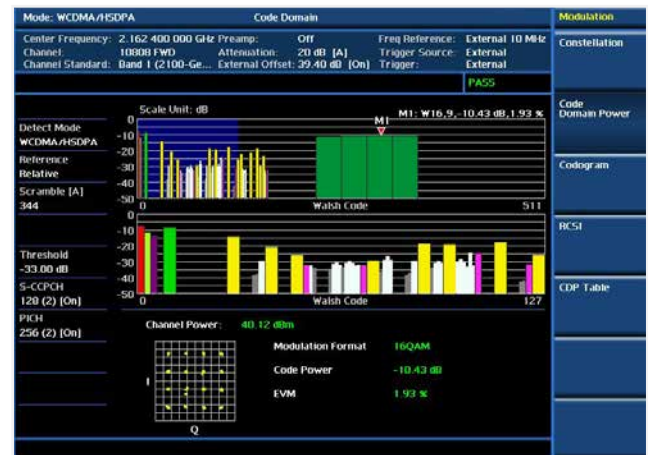 Mode: WCDMA/HSDPA Code Domain Modulation
Center Frequency: 2.162 400 000 GHz Preamp: Off Freq Reference: External 10 MHz
Channel: 10808 FWD Attenuation: 20 dB [A] Trigger Source: External
Channel Standard: Band 1 (2100-Ge... External Offset: 39.40 dB [On] Trigger: External
Constellation
PASS
Scale Unit: dB
M1: W16,9,-10.43 dB,1.93 %
M1
0
-10
-20
-30
-40
-50
0 Walsh Code 511
Detect Mode
WCDMA/HSDPA
Reference
Relative
Scramble [A]
344
Threshold
-33.00 dB
S-CCPCH
128 (2) [On]
PICH
256 (2) [On]
0
-10
-20
-30
-40
-50
0 Walsh Code 127
Channel Power: 40.12 dBm
Modulation Format 16QAM
Code Power -10.43 dB
EVM 1.93 %
I
Q
Code
Domain Power
Codogram
RCSI
CDP Table